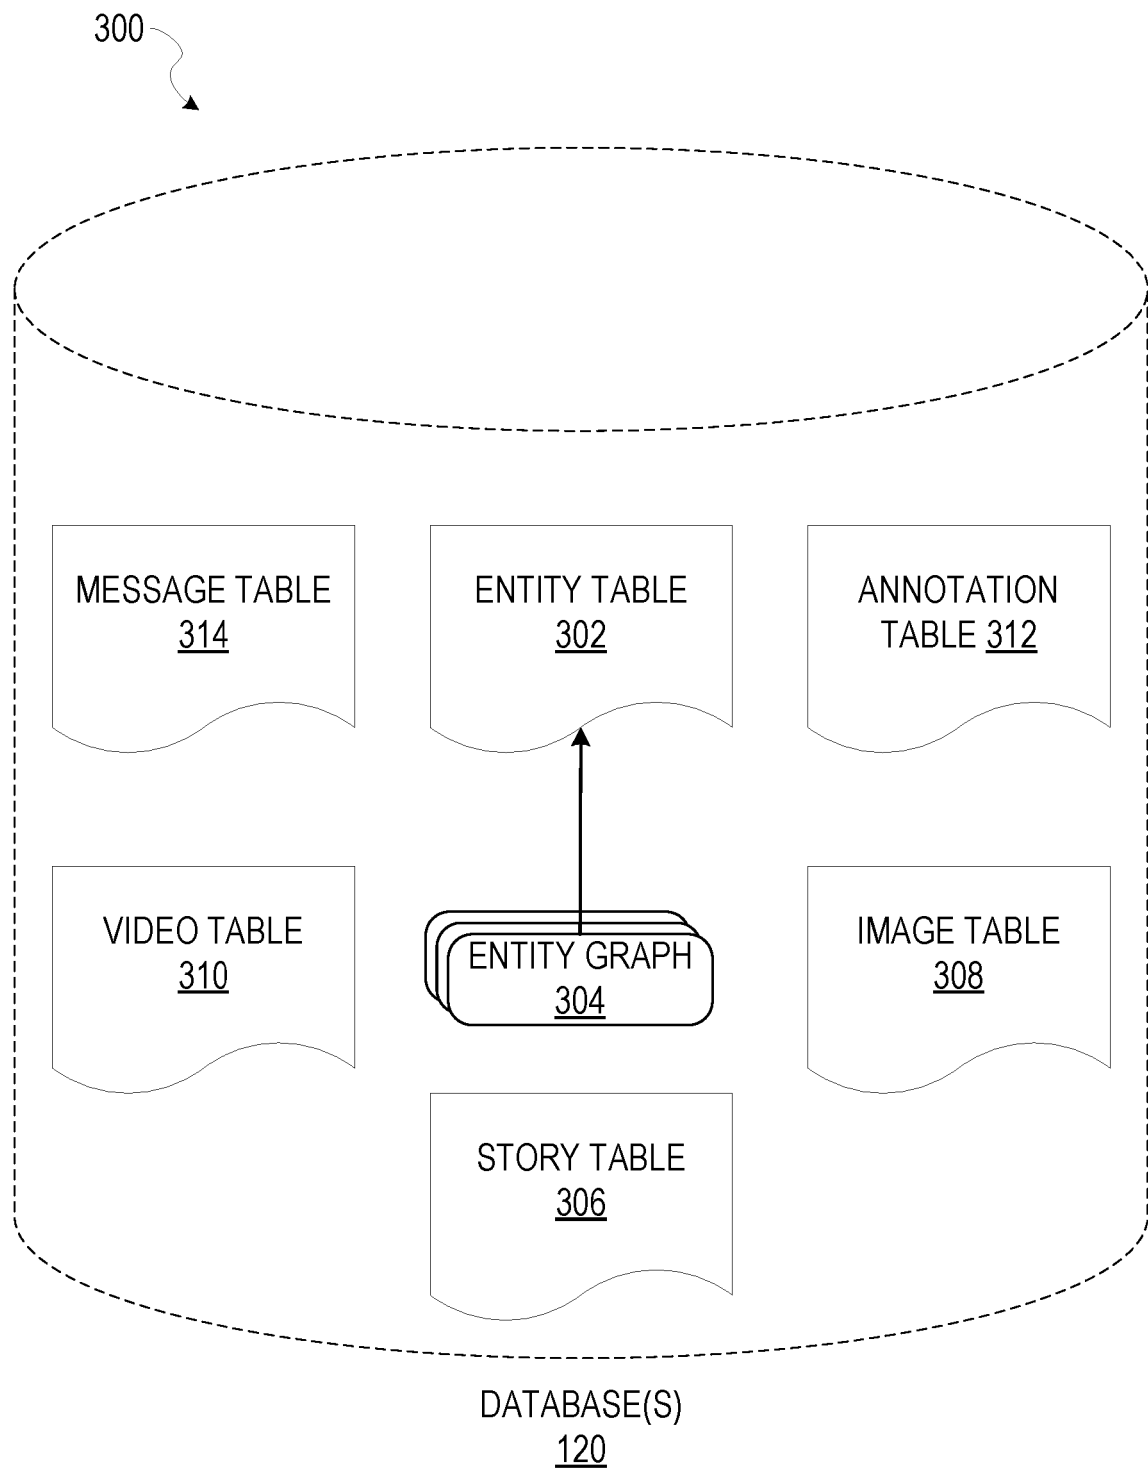 300
MESSAGE TABLE
314
ENTITY TABLE
302
ANNOTATION
TABLE 312
VIDEO TABLE
310
ENTITY GRAPH
304
IMAGE TABLE
308
STORY TABLE
306
DATABASE(S)
120